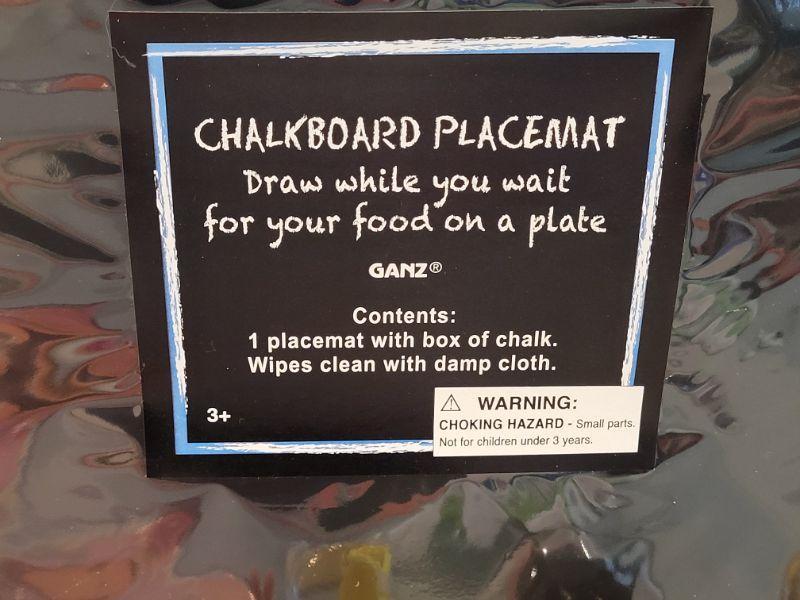 CHALKBOARD PLACEMAT
Draw while you wait
for your food on a plate
GANZ®
Contents:
1 placemat with box of chalk.
Wipes clean with damp cloth.
3+
⚠ WARNING:
CHOKING HAZARD - Small parts.
Not for children under 3 years.